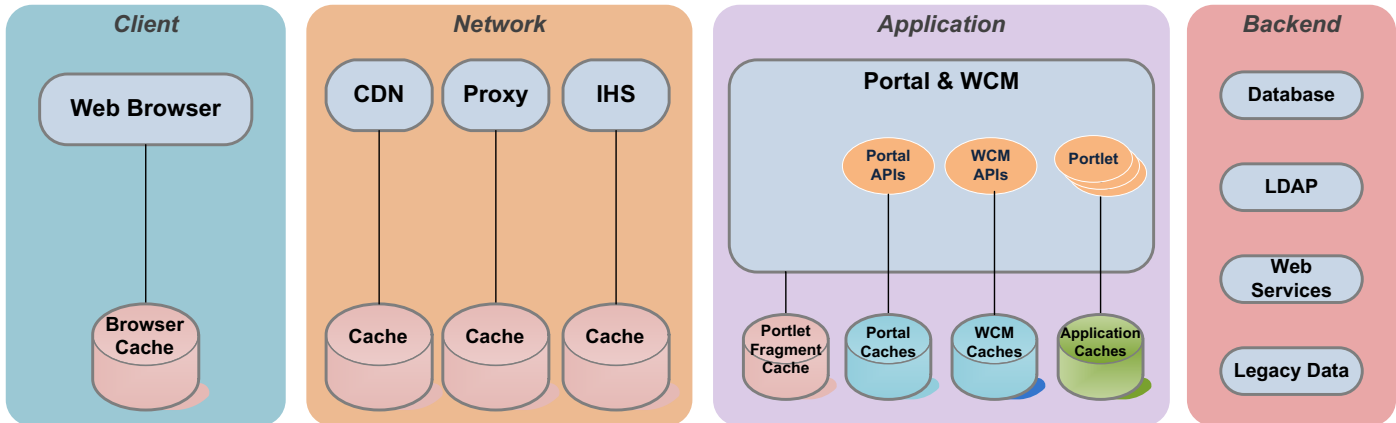 Client
Web Browser
Browser
Cache
Network
CDN
Proxy
IHS
Cache
Cache
Cache
Application
Portal & WCM
Portal
APIs
WCM
APIs
Portlet
Portlet
Fragment
Cache
Portal
Caches
WCM
Caches
Application
Caches
Backend
Database
LDAP
Web
Services
Legacy Data